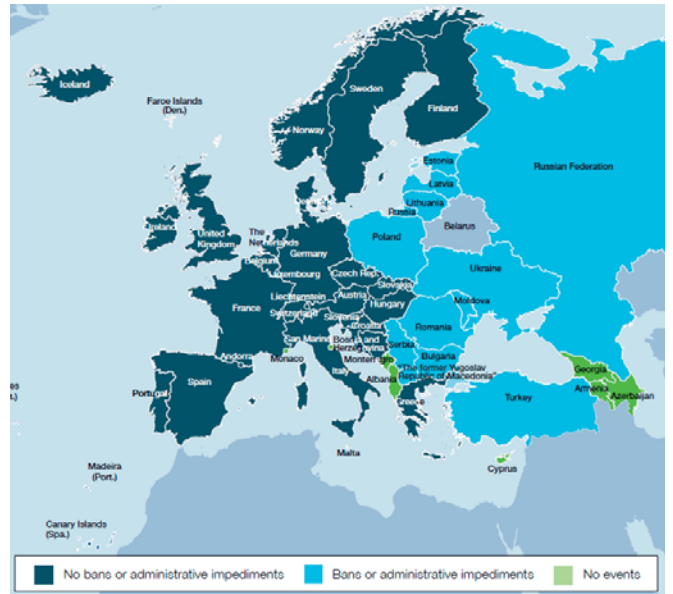 Iceland
Faroe Islands
(Den.)
Sweden
Finland
Norway
Estonia
Russian Federation
Latvia
Lithuania
Russia
Belarus
Ireland
United
Kingdom
The
Netherlands
Poland
Germany
Belgium
Luxembourg
Czech Rep.
Ukraine
Slovakia
Liechtenstein
Austria
Hungary
Moldova
France
Switzerland
Slovenia
Croatia
Romania
San Marino
Bosnia and
Herzegovina
Serbia
Andorra
Monaco
Italy
Montenegro
Bulgaria
"The former Yugoslav
Republic of Macedonia"
Georgia
Portugal
Spain
Albania
Armenia
Azerbaijan
Greece
Turkey
Malta
Cyprus
Madeira
(Port.)
Canary Islands
(Spa.)
No bans or administrative impediments
Bans or administrative impediments
No events